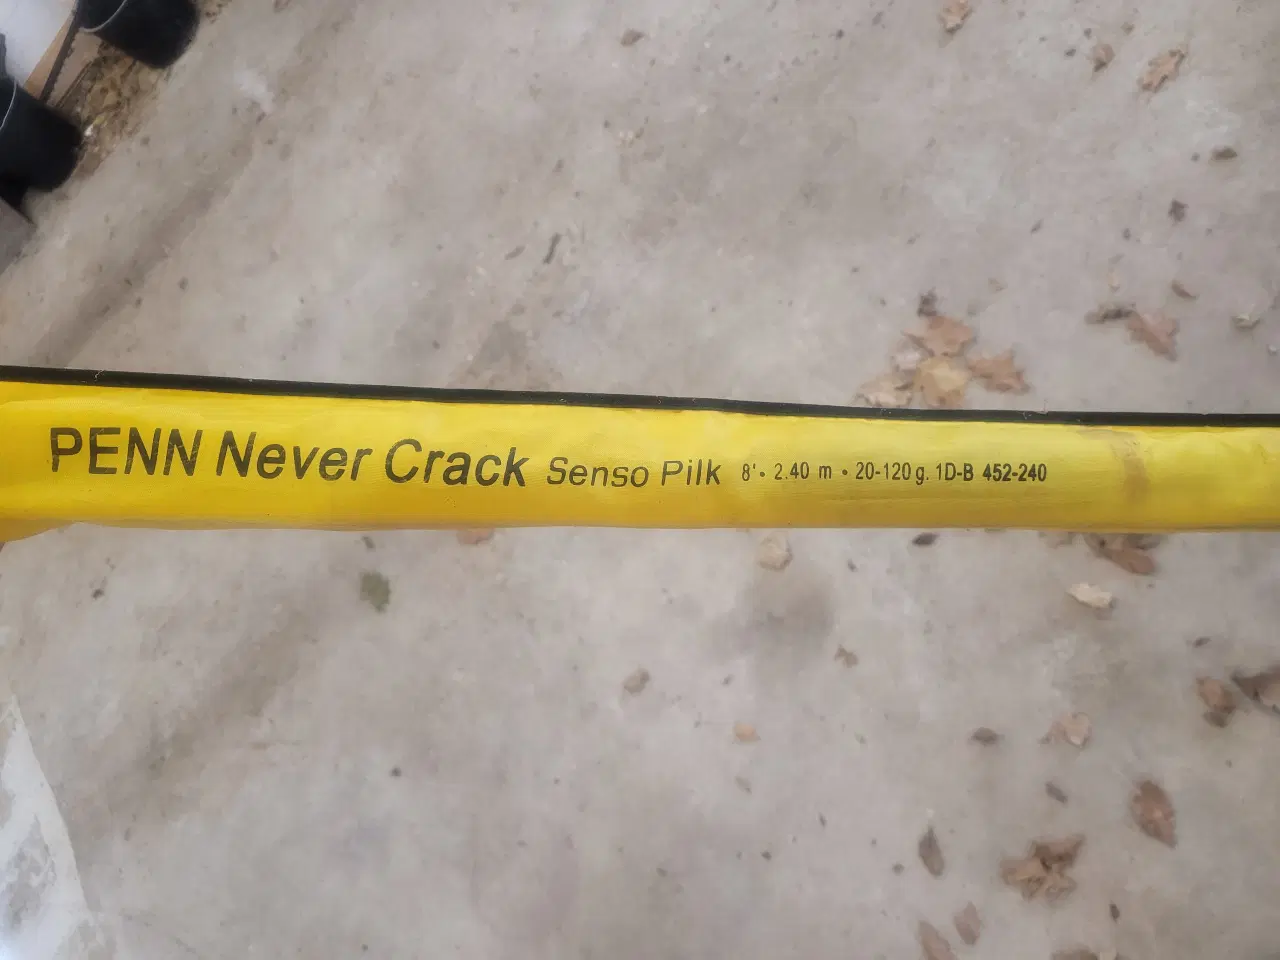 PENN Never Crack Senso Pilk 8' • 2.40 m • 20-120 g. 1D-B 452-240